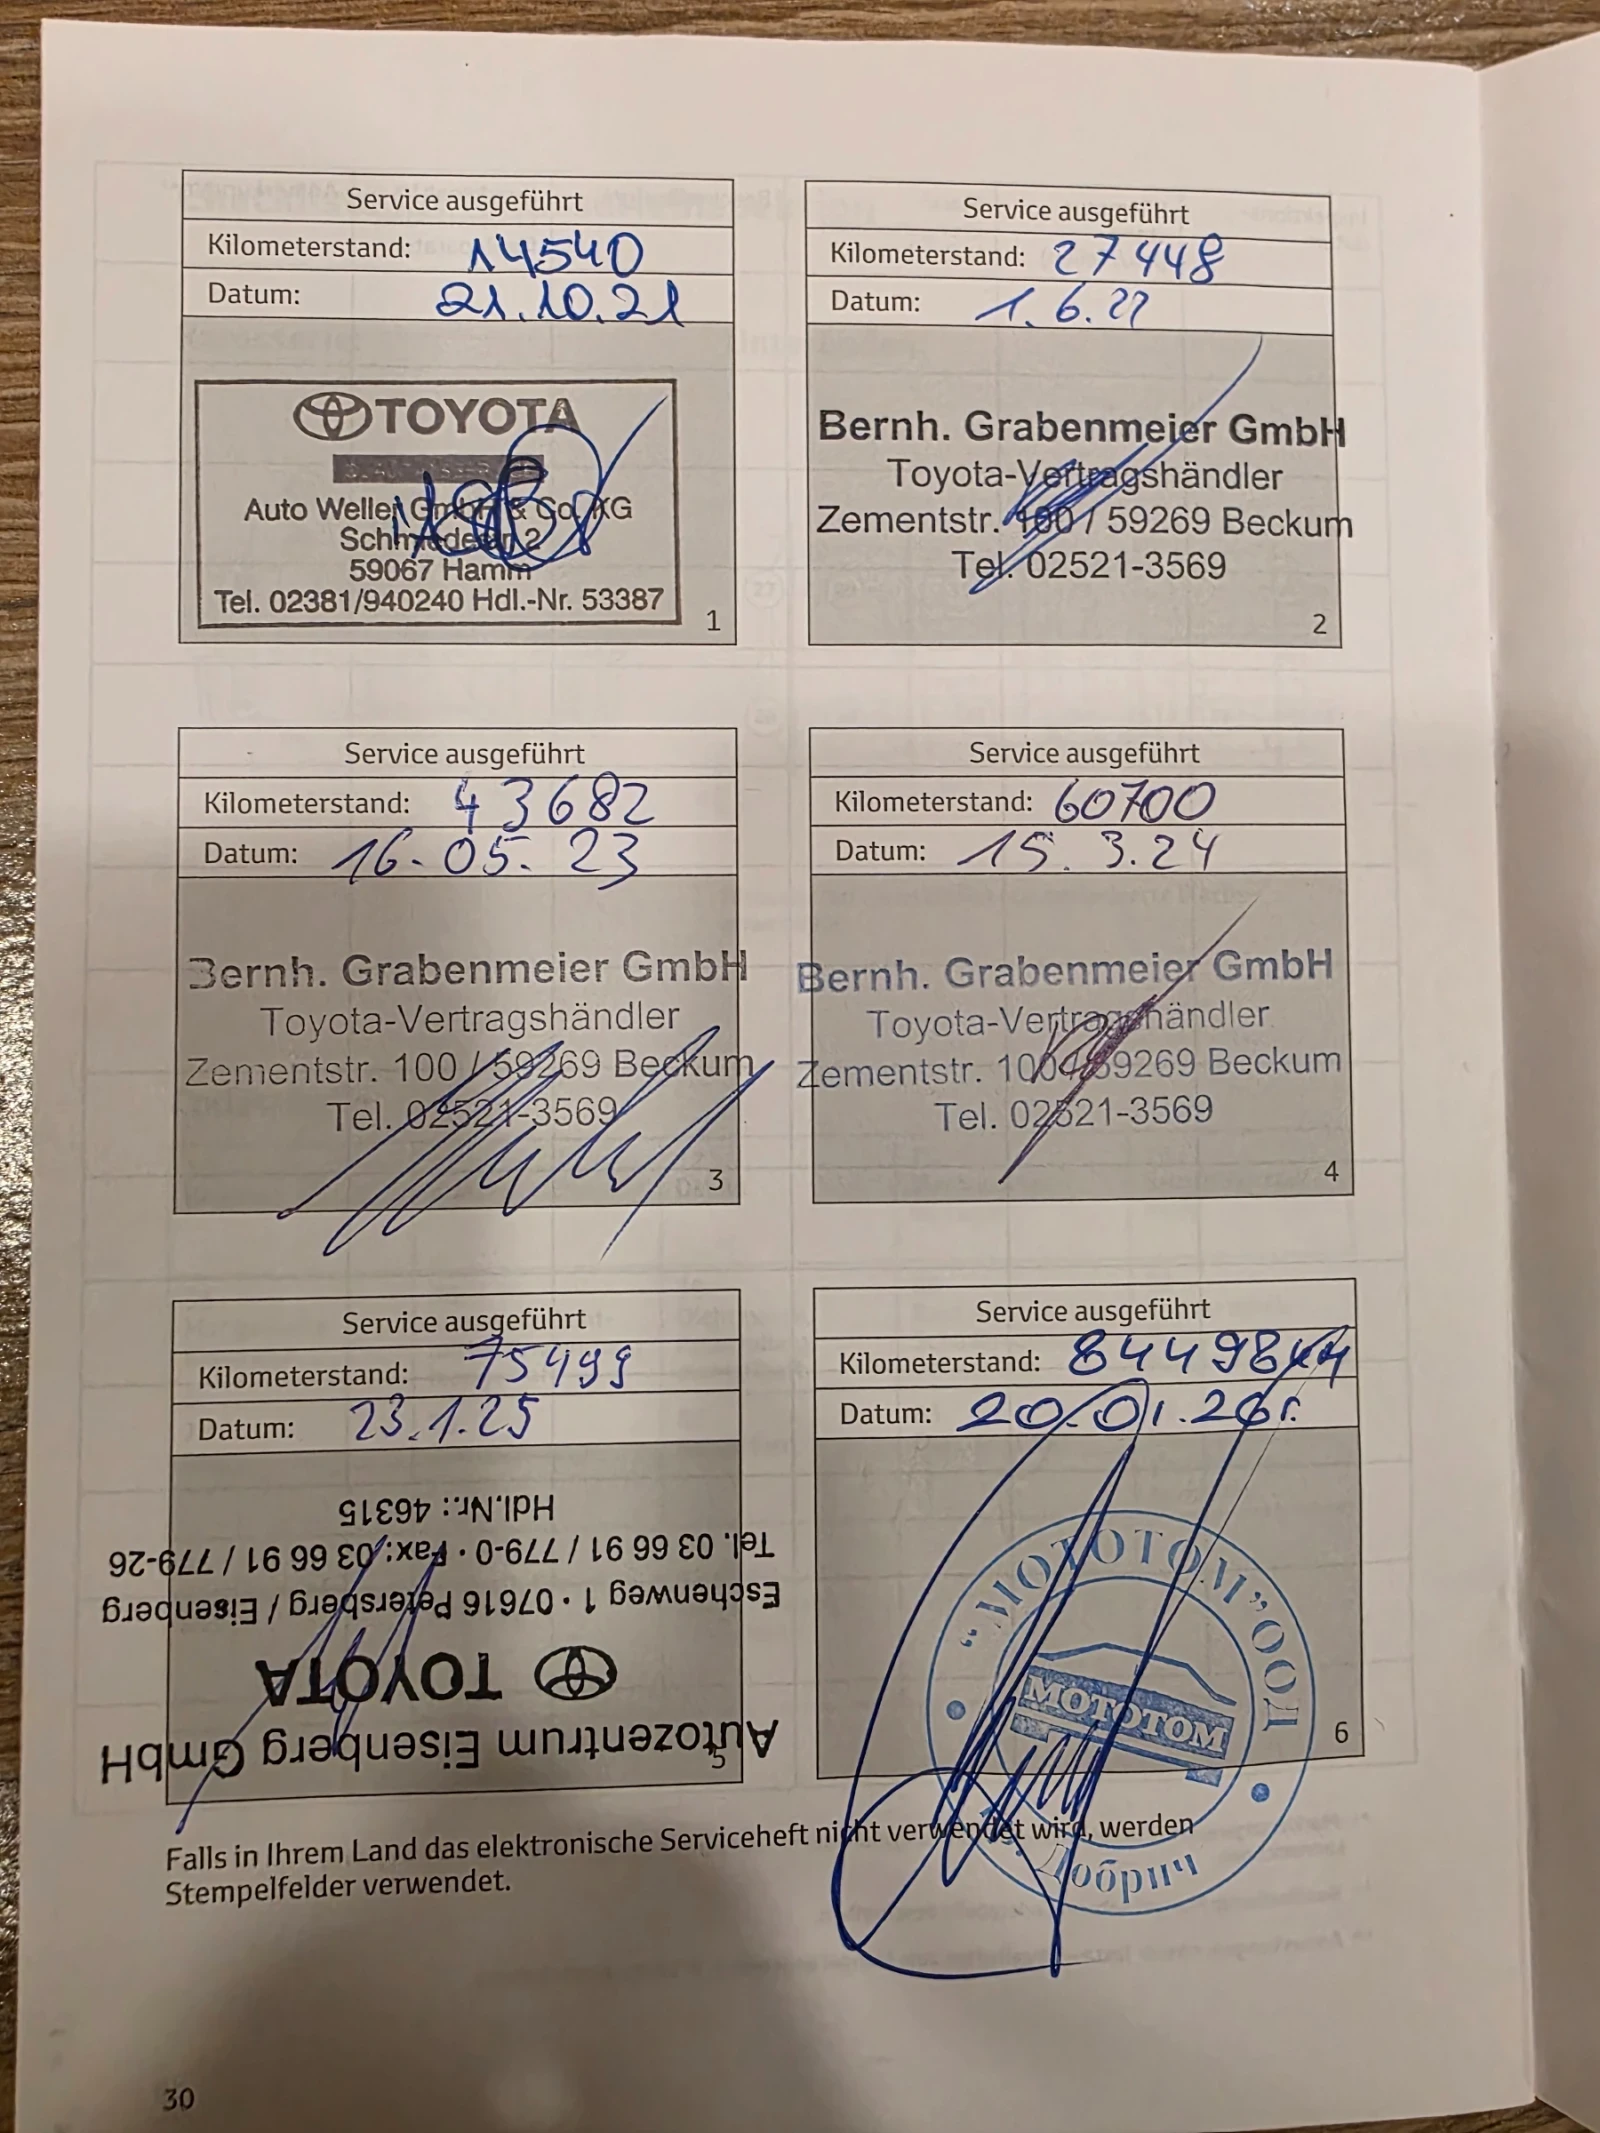 Service ausgeführt
Kilometerstand: 14540
Datum: 21.10.21
TOYOTA
Auto Weller GmbH & Co. KG
Schmiedestr. 2
59067 Hamm
Tel. 02381/940240 Hdl.-Nr. 53387
1
Service ausgeführt
Kilometerstand: 27448
Datum: 1.6.22
Bernh. Grabenmeier GmbH
Toyota-Vertragshändler
Zementstr. 100 / 59269 Beckum
Tel. 02521-3569
2
Service ausgeführt
Kilometerstand: 43682
Datum: 16.05.23
Bernh. Grabenmeier GmbH
Toyota-Vertragshändler
Zementstr. 100 / 59269 Beckum
Tel. 02521-3569
3
Service ausgeführt
Kilometerstand: 60700
Datum: 15.3.24
Bernh. Grabenmeier GmbH
Toyota-Vertragshändler
Zementstr. 100 / 59269 Beckum
Tel. 02521-3569
4
Service ausgeführt
Kilometerstand: 75499
Datum: 23.1.25
Autozentrum Eisenberg GmbH
TOYOTA
Eschenweg 1 · 07616 Petersberg / Eisenberg
Tel. 03 66 91 / 779-0 · Fax: 03 66 91 / 779-26
Hdl.Nr.: 46315
5
Service ausgeführt
Kilometerstand: 84498 км
Datum: 20.01.26г.
"МОТОТОМ" ООД
МОТОТОМ
Добрич
6
Falls in Ihrem Land das elektronische Serviceheft nicht verwendet wird, werden
Stempelfelder verwendet.
30